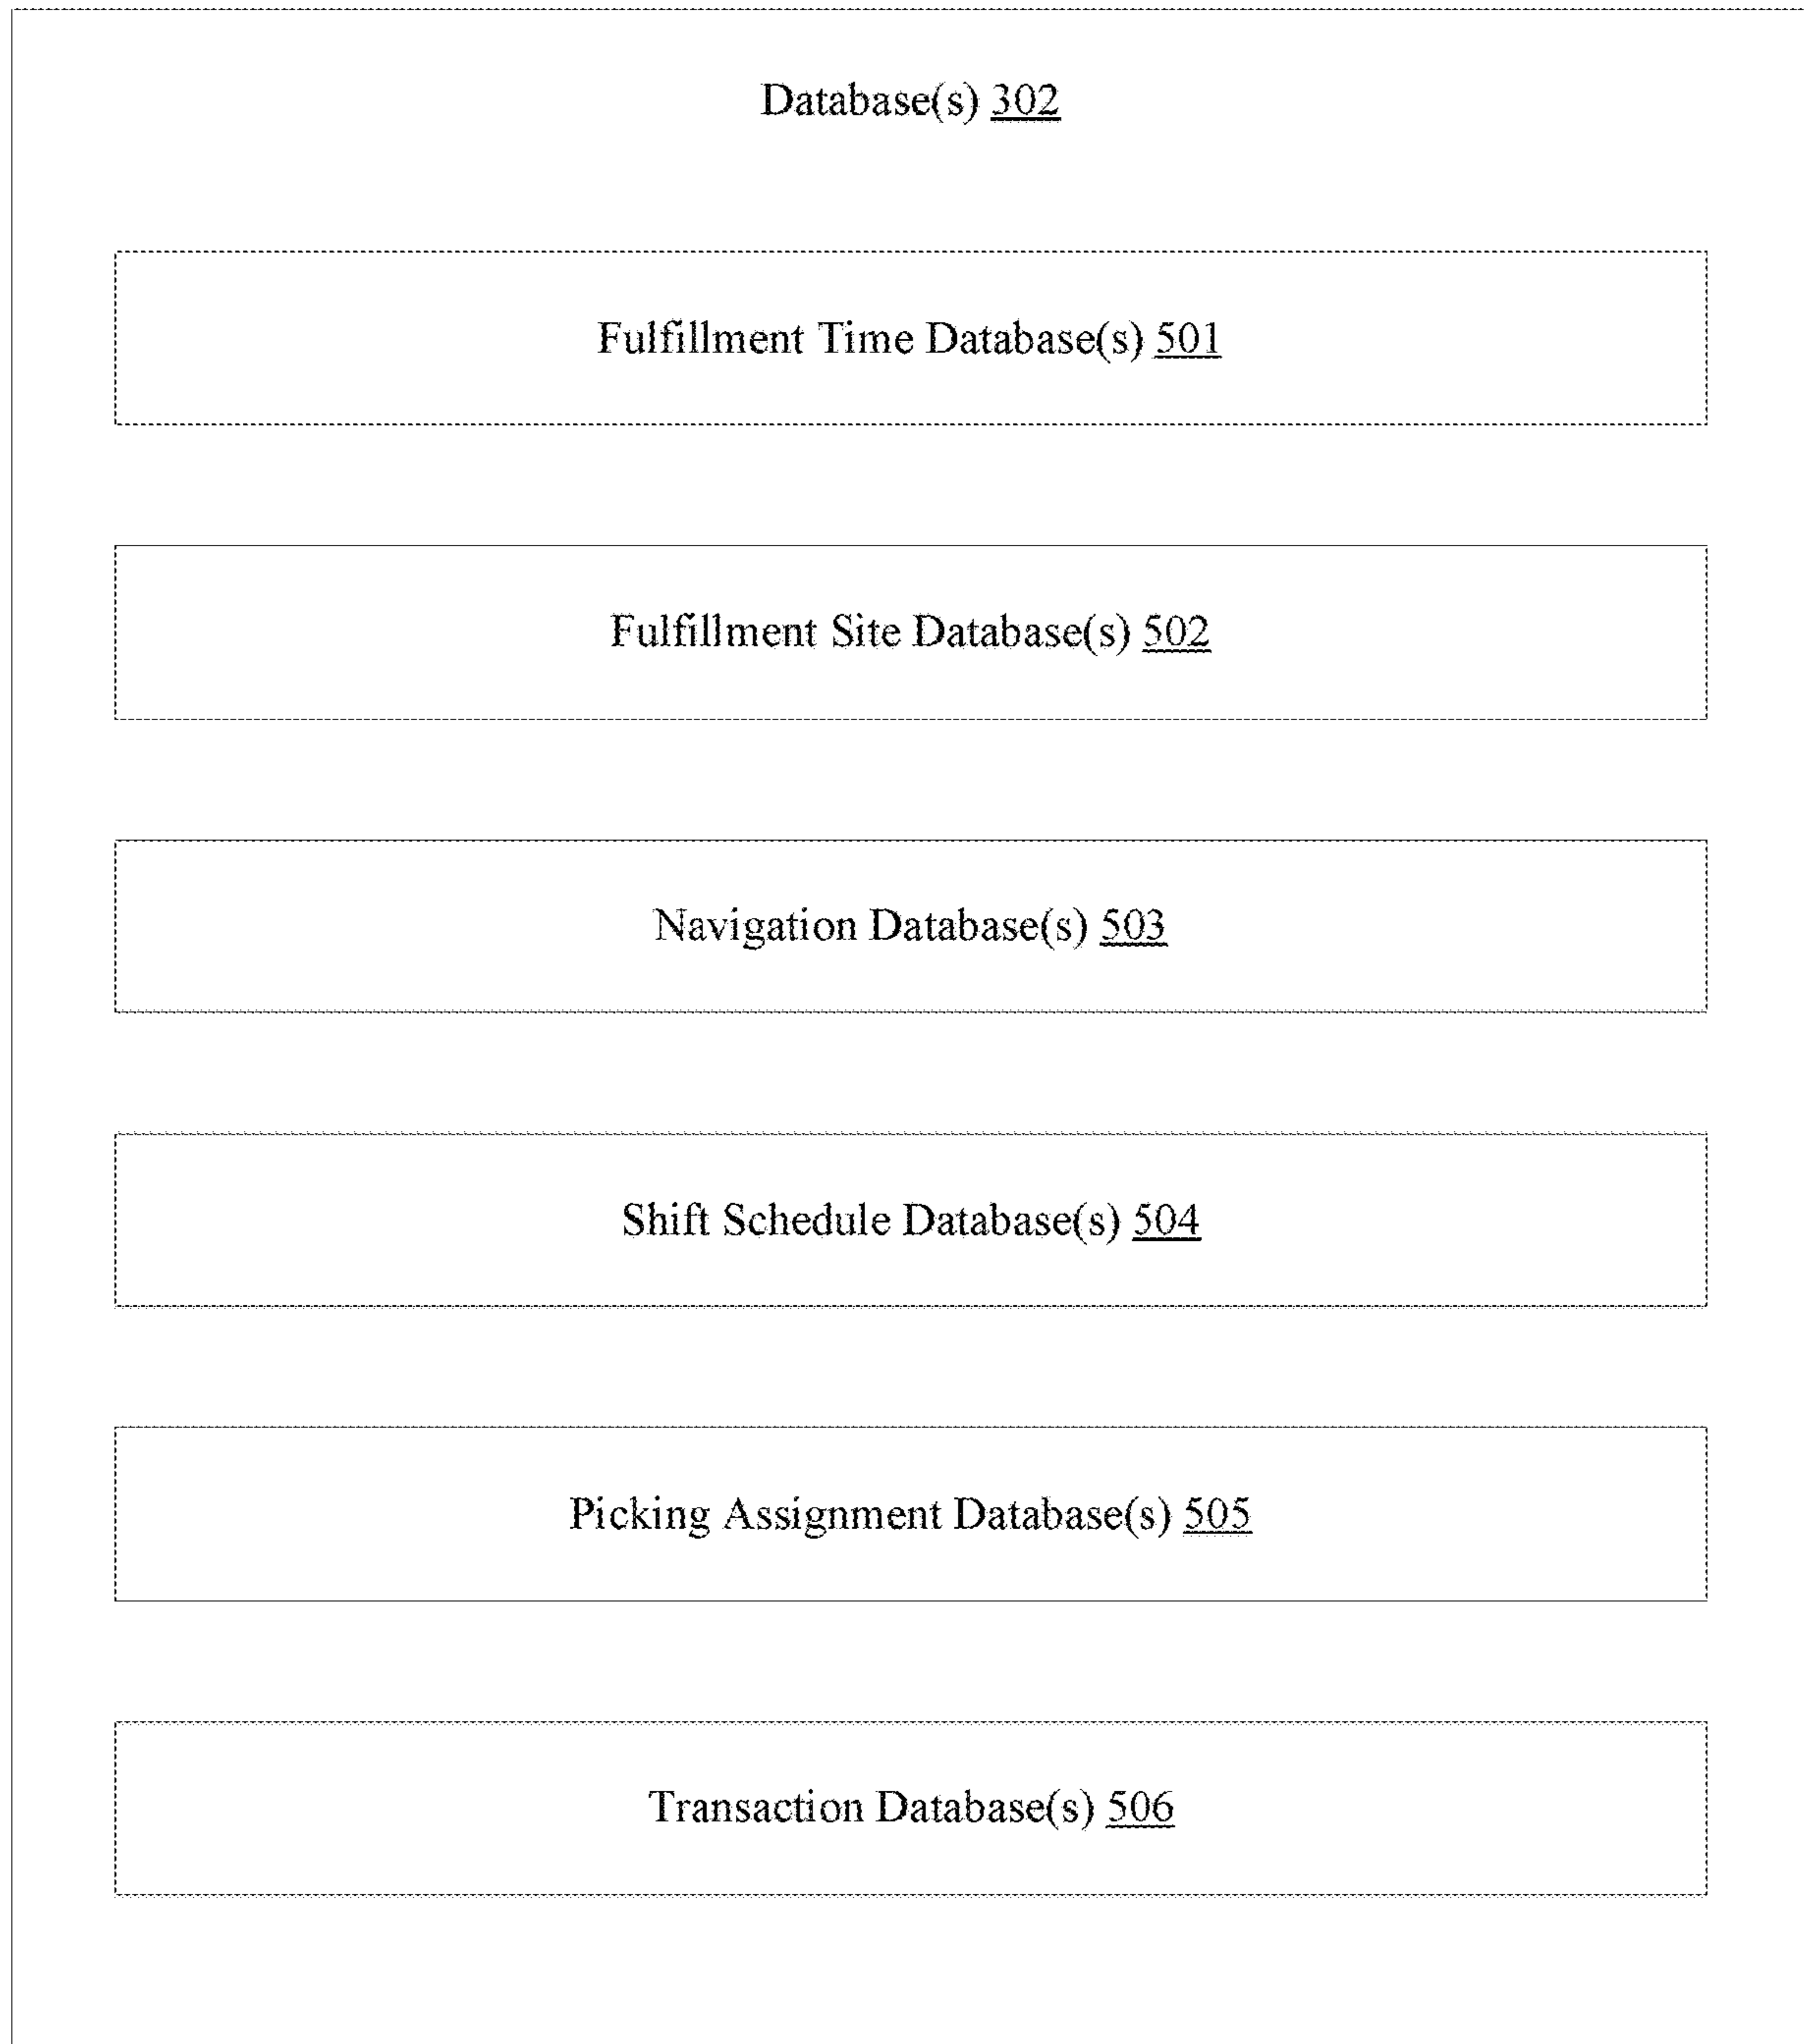 Database(s) 302
Fulfillment Time Database(s) 501
Fulfillment Site Database(s) 502
Navigation Database(s) 503
Shift Schedule Database(s) 504
Picking Assignment Database(s) 505
Transaction Database(s) 506